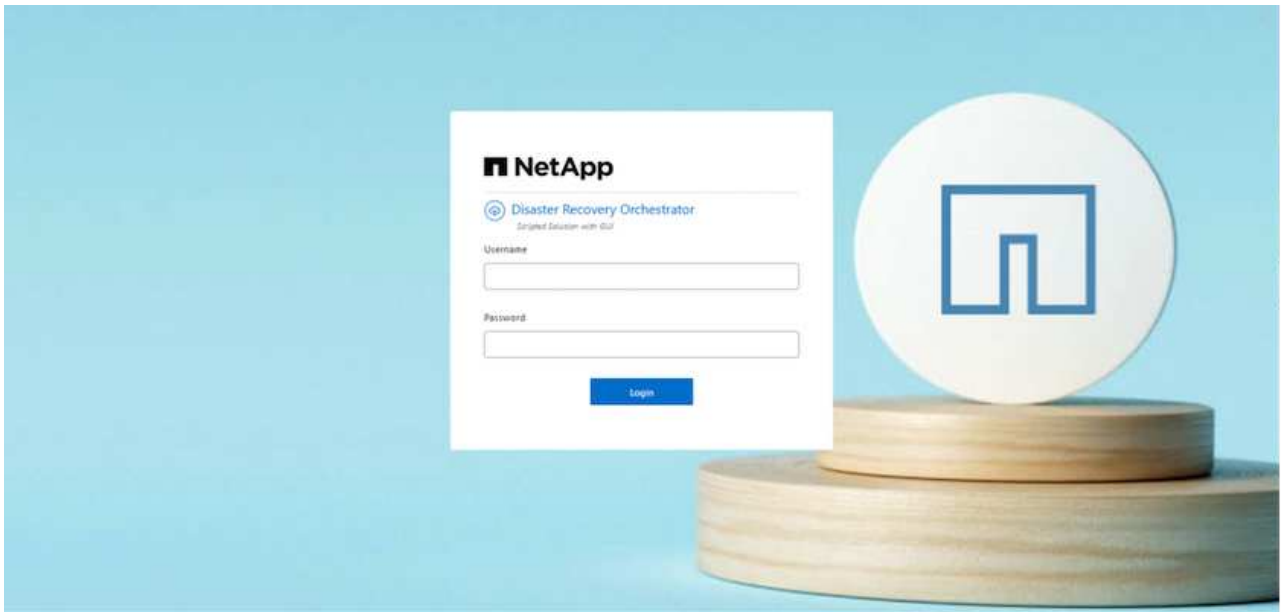 NetApp
Disaster Recovery Orchestrator
Scripted Solution with GUI
Username
Password
Login